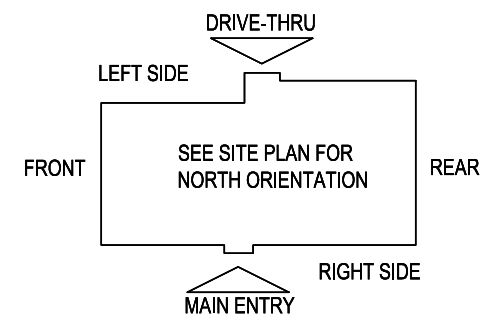 DRIVE-THRU
LEFT SIDE
FRONT
SEE SITE PLAN FOR
NORTH ORIENTATION
REAR
RIGHT SIDE
MAIN ENTRY